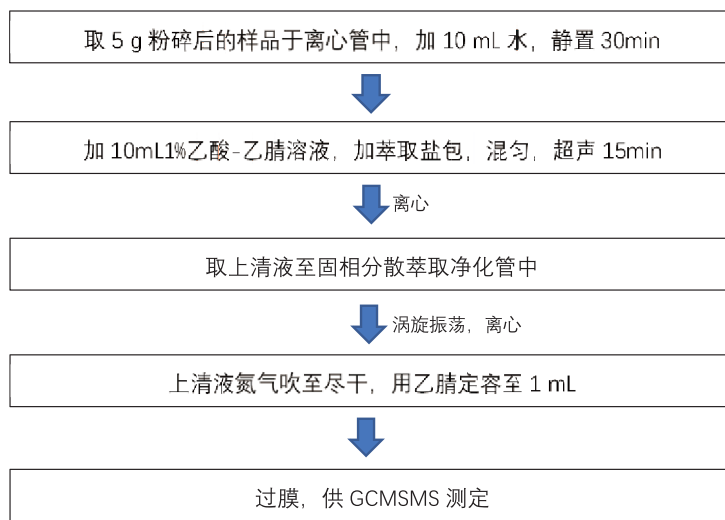 取 5 g 粉碎后的样品于离心管中，加 10 mL 水，静置 30min
加 10mL1%乙酸-乙腈溶液，加萃取盐包，混匀，超声 15min
离心
取上清液至固相分散萃取净化管中
涡旋振荡，离心
上清液氮气吹至尽干，用乙腈定容至 1 mL
过膜，供 GCMSMS 测定